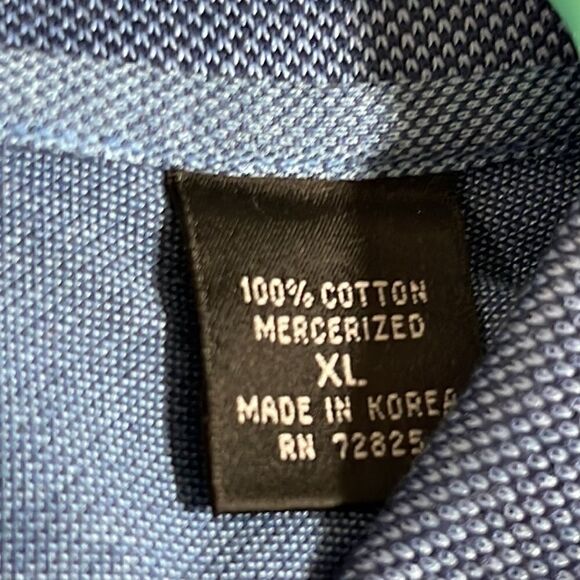 100% COTTON
MERCERIZED
XL
MADE IN KOREA
RN 72825